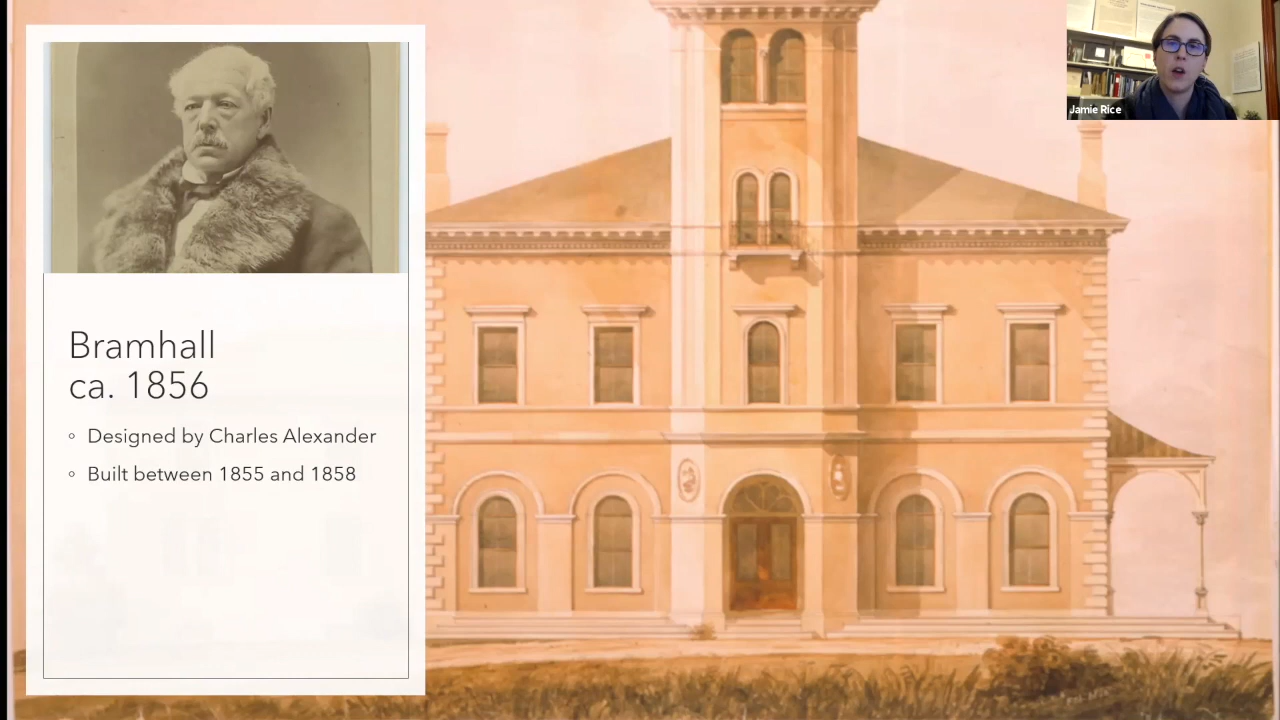 Jamie Rice
Bramhall
ca. 1856
Designed by Charles Alexander
Built between 1855 and 1858